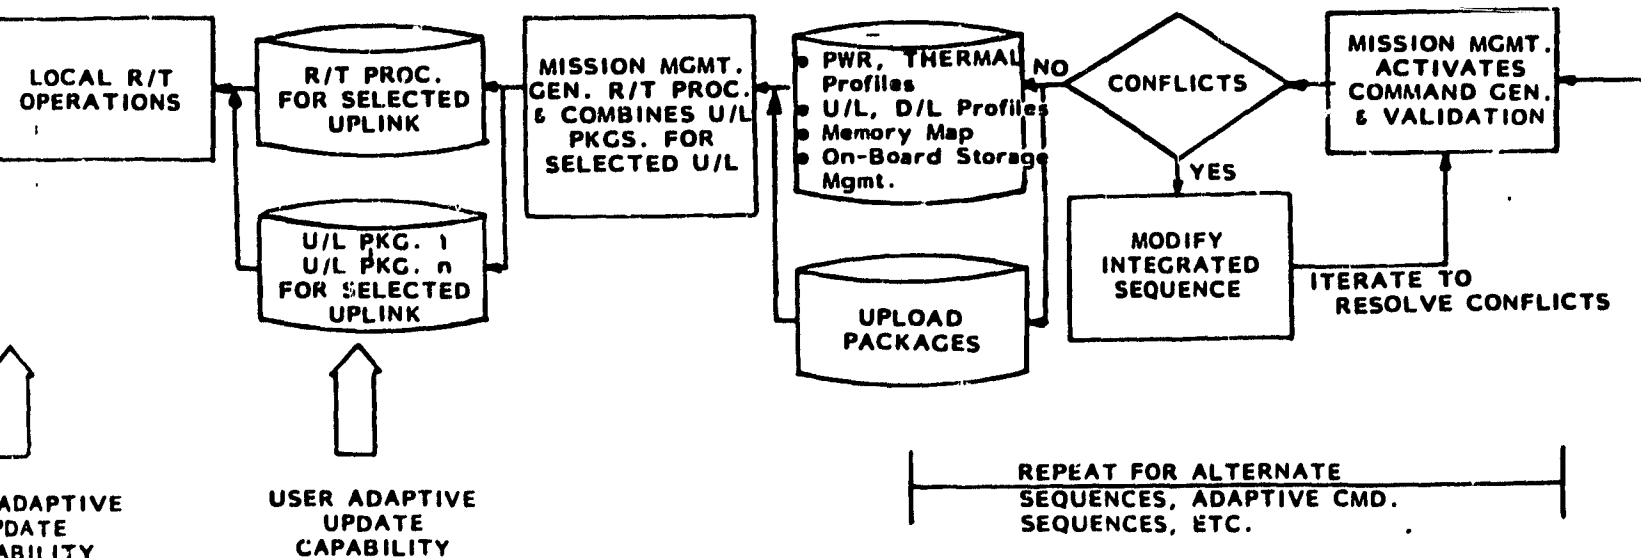 LOCAL R/T
OPERATIONS
R/T PROC.
FOR SELECTED
UPLINK
U/L PKG. 1
U/L PKG. n
FOR SELECTED
UPLINK
MISSION MGMT.
GEN. R/T PROC.
& COMBINES U/L
PKGS. FOR
SELECTED U/L
• PWR, THERMAL
Profiles
• U/L, D/L Profiles
• Memory Map
• On-Board Storage
Mgmt.
UPLOAD
PACKAGES
NO
CONFLICTS
YES
MODIFY
INTEGRATED
SEQUENCE
MISSION MGMT.
ACTIVATES
COMMAND GEN.
& VALIDATION
ITERATE TO
RESOLVE CONFLICTS
ADAPTIVE
PDATE
ABILITY
USER ADAPTIVE
UPDATE
CAPABILITY
REPEAT FOR ALTERNATE
SEQUENCES, ADAPTIVE CMD.
SEQUENCES, ETC.